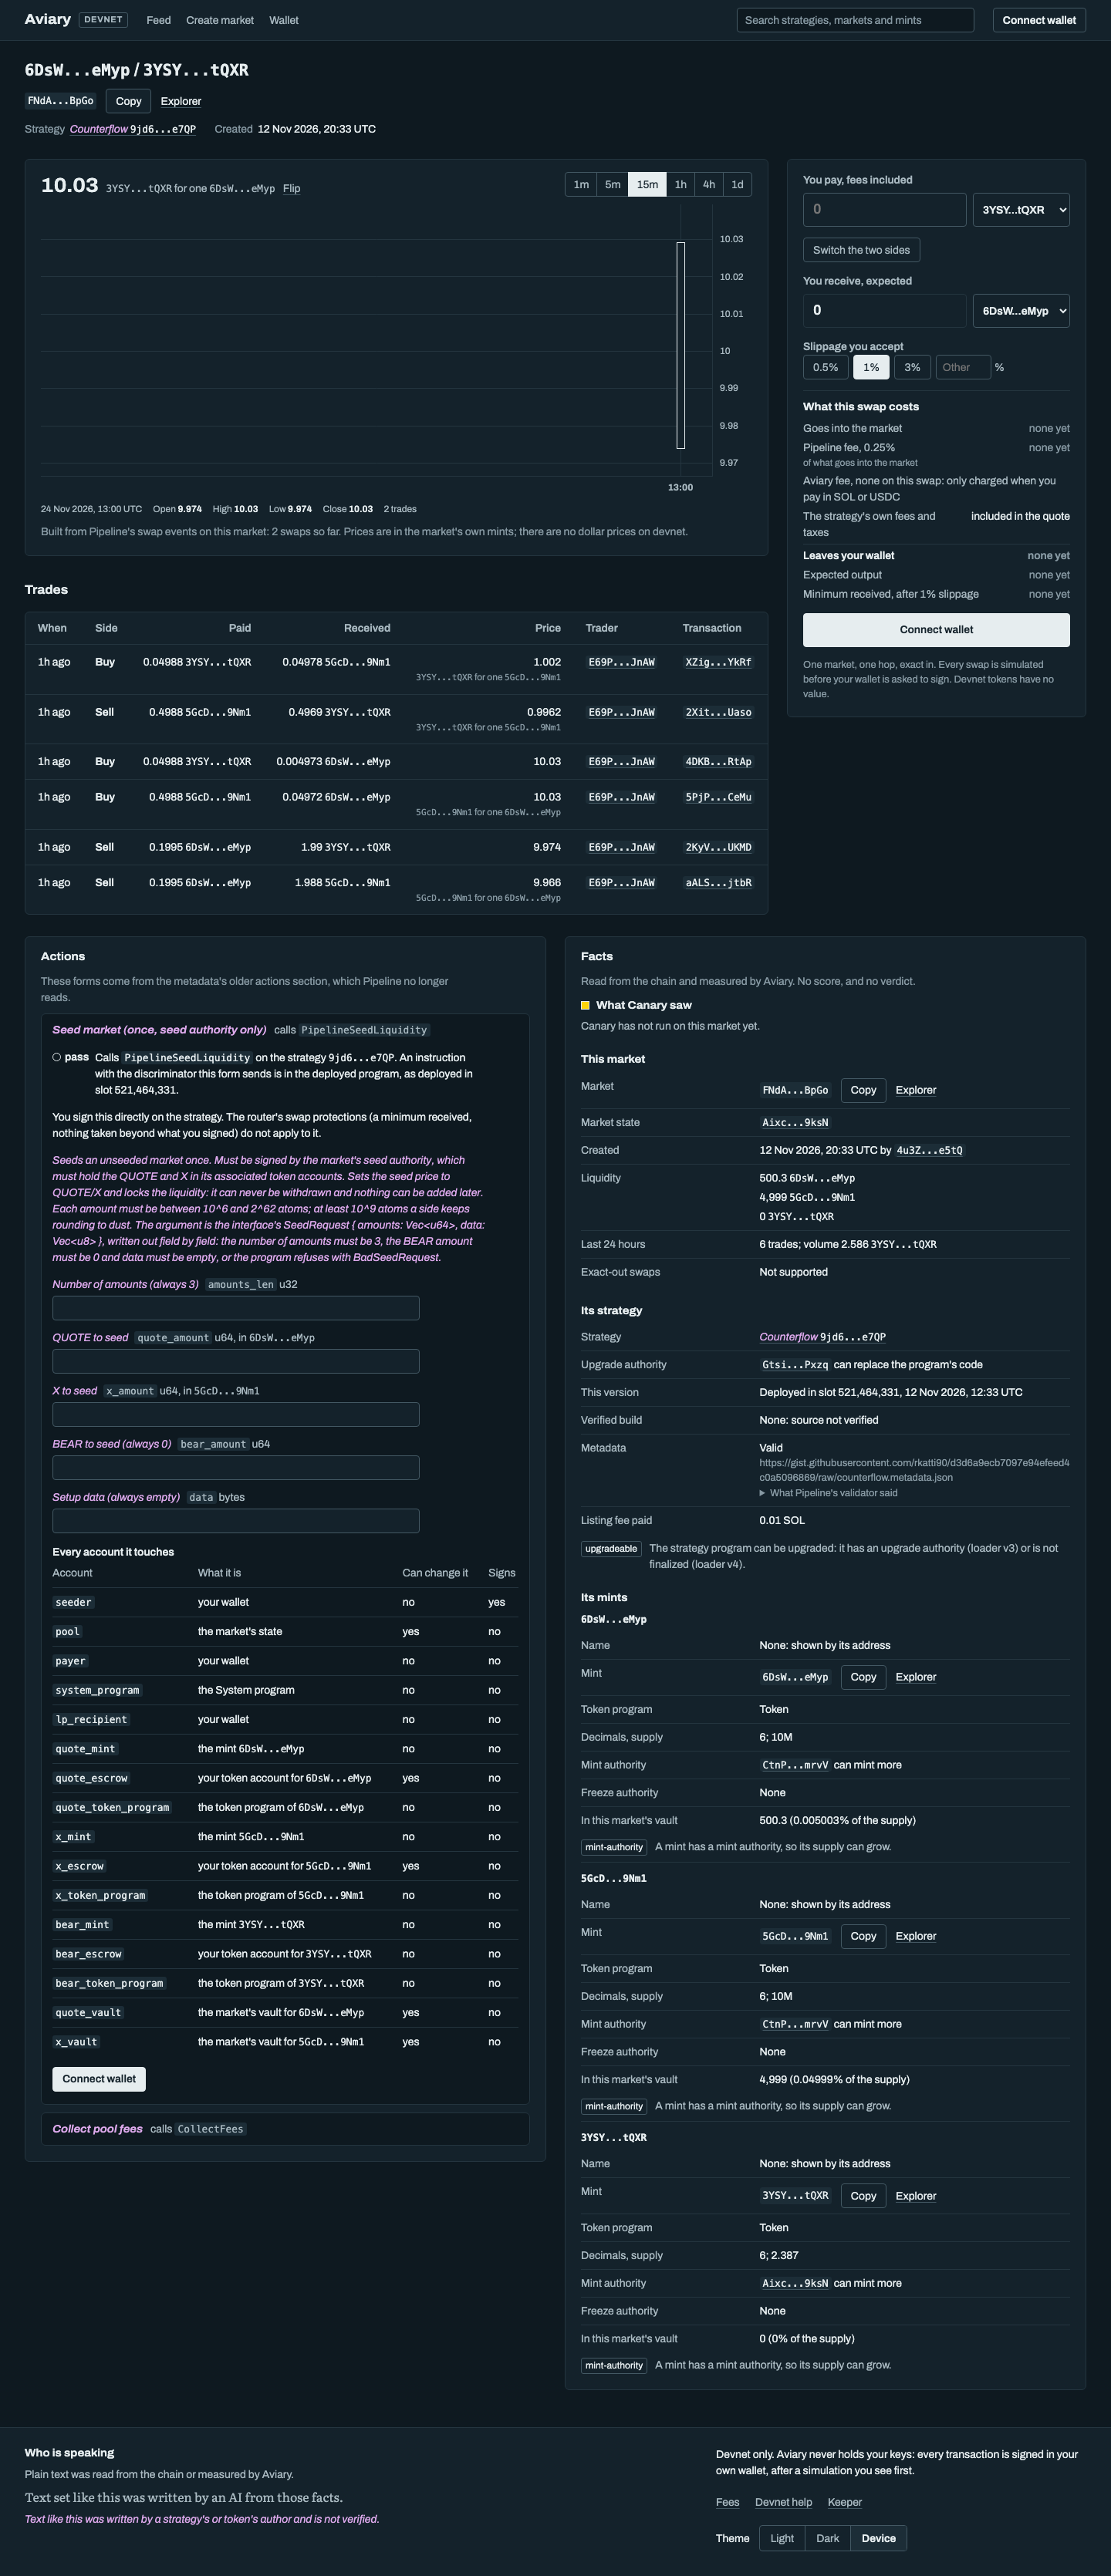 Aviary DEVNET Feed Create market Wallet Search strategies, markets and mints Connect wallet
6DsW...eMyp / 3YSY...tQXR
FNdA...BpGo Copy Explorer
Strategy Counterflow 9jd6...e7QP Created 12 Nov 2026, 20:33 UTC
10.03 3YSY...tQXR for one 6DsW...eMyp Flip
1m 5m 15m 1h 4h 1d
10.03
10.02
10.01
10
9.99
9.98
9.97
13:00
24 Nov 2026, 13:00 UTC Open 9.974 High 10.03 Low 9.974 Close 10.03 2 trades
Built from Pipeline's swap events on this market: 2 swaps so far. Prices are in the market's own mints; there are no dollar prices on devnet.
You pay, fees included
0 3YSY...tQXR
Switch the two sides
You receive, expected
0 6DsW...eMyp
Slippage you accept
0.5% 1% 3% Other %
What this swap costs
Goes into the market none yet
Pipeline fee, 0.25% none yet
of what goes into the market
Aviary fee, none on this swap: only charged when you
pay in SOL or USDC
The strategy's own fees and included in the quote
taxes
Leaves your wallet none yet
Expected output none yet
Minimum received, after 1% slippage none yet
Connect wallet
One market, one hop, exact in. Every swap is simulated
before your wallet is asked to sign. Devnet tokens have no
value.
Trades
When Side Paid Received Price Trader Transaction
1h ago Buy 0.04988 3YSY...tQXR 0.04978 5GcD...9Nm1 1.002 E69P...JnAW XZig...YkRf
3YSY...tQXR for one 5GcD...9Nm1
1h ago Sell 0.4988 5GcD...9Nm1 0.4969 3YSY...tQXR 0.9962 E69P...JnAW 2Xit...Uaso
3YSY...tQXR for one 5GcD...9Nm1
1h ago Buy 0.04988 3YSY...tQXR 0.004973 6DsW...eMyp 10.03 E69P...JnAW 4DKB...RtAp
1h ago Buy 0.4988 5GcD...9Nm1 0.04972 6DsW...eMyp 10.03 E69P...JnAW 5PjP...CeMu
5GcD...9Nm1 for one 6DsW...eMyp
1h ago Sell 0.1995 6DsW...eMyp 1.99 3YSY...tQXR 9.974 E69P...JnAW 2KyV...UKMD
1h ago Sell 0.1995 6DsW...eMyp 1.988 5GcD...9Nm1 9.966 E69P...JnAW aALS...jtbR
5GcD...9Nm1 for one 6DsW...eMyp
Actions
These forms come from the metadata's older actions section, which Pipeline no longer
reads.
Seed market (once, seed authority only) calls PipelineSeedLiquidity
pass Calls PipelineSeedLiquidity on the strategy 9jd6...e7QP. An instruction
with the discriminator this form sends is in the deployed program, as deployed in
slot 521,464,331.
You sign this directly on the strategy. The router's swap protections (a minimum received,
nothing taken beyond what you signed) do not apply to it.
Seeds an unseeded market once. Must be signed by the market's seed authority, which
must hold the QUOTE and X in its associated token accounts. Sets the seed price to
QUOTE/X and locks the liquidity: it can never be withdrawn and nothing can be added later.
Each amount must be between 10^6 and 2^62 atoms; at least 10^9 atoms a side keeps
rounding to dust. The argument is the interface's SeedRequest { amounts: Vec<u64>, data:
Vec<u8> }, written out field by field: the number of amounts must be 3, the BEAR amount
must be 0 and data must be empty, or the program refuses with BadSeedRequest.
Number of amounts (always 3) amounts_len u32
QUOTE to seed quote_amount u64, in 6DsW...eMyp
X to seed x_amount u64, in 5GcD...9Nm1
BEAR to seed (always 0) bear_amount u64
Setup data (always empty) data bytes
Every account it touches
Account What it is Can change it Signs
seeder your wallet no yes
pool the market's state yes no
payer your wallet no no
system_program the System program no no
lp_recipient your wallet no no
quote_mint the mint 6DsW...eMyp no no
quote_escrow your token account for 6DsW...eMyp yes no
quote_token_program the token program of 6DsW...eMyp no no
x_mint the mint 5GcD...9Nm1 no no
x_escrow your token account for 5GcD...9Nm1 yes no
x_token_program the token program of 5GcD...9Nm1 no no
bear_mint the mint 3YSY...tQXR no no
bear_escrow your token account for 3YSY...tQXR no no
bear_token_program the token program of 3YSY...tQXR no no
quote_vault the market's vault for 6DsW...eMyp yes no
x_vault the market's vault for 5GcD...9Nm1 yes no
Connect wallet
Collect pool fees calls CollectFees
Facts
Read from the chain and measured by Aviary. No score, and no verdict.
What Canary saw
Canary has not run on this market yet.
This market
Market FNdA...BpGo Copy Explorer
Market state Aixc...9ksN
Created 12 Nov 2026, 20:33 UTC by 4u3Z...e5tQ
Liquidity 500.3 6DsW...eMyp
4,999 5GcD...9Nm1
0 3YSY...tQXR
Last 24 hours 6 trades; volume 2.586 3YSY...tQXR
Exact-out swaps Not supported
Its strategy
Strategy Counterflow 9jd6...e7QP
Upgrade authority Gtsi...Pxzq can replace the program's code
This version Deployed in slot 521,464,331, 12 Nov 2026, 12:33 UTC
Verified build None: source not verified
Metadata Valid
https://gist.githubusercontent.com/rkatti90/d3d6a9ecb7097e94efeed4
c0a5096869/raw/counterflow.metadata.json
What Pipeline's validator said
Listing fee paid 0.01 SOL
upgradeable The strategy program can be upgraded: it has an upgrade authority (loader v3) or is not
finalized (loader v4).
Its mints
6DsW...eMyp
Name None: shown by its address
Mint 6DsW...eMyp Copy Explorer
Token program Token
Decimals, supply 6; 10M
Mint authority CtnP...mrvV can mint more
Freeze authority None
In this market's vault 500.3 (0.005003% of the supply)
mint-authority A mint has a mint authority, so its supply can grow.
5GcD...9Nm1
Name None: shown by its address
Mint 5GcD...9Nm1 Copy Explorer
Token program Token
Decimals, supply 6; 10M
Mint authority CtnP...mrvV can mint more
Freeze authority None
In this market's vault 4,999 (0.04999% of the supply)
mint-authority A mint has a mint authority, so its supply can grow.
3YSY...tQXR
Name None: shown by its address
Mint 3YSY...tQXR Copy Explorer
Token program Token
Decimals, supply 6; 2.387
Mint authority Aixc...9ksN can mint more
Freeze authority None
In this market's vault 0 (0% of the supply)
mint-authority A mint has a mint authority, so its supply can grow.
Who is speaking
Plain text was read from the chain or measured by Aviary.
Text set like this was written by an AI from those facts.
Text like this was written by a strategy's or token's author and is not verified.
Devnet only. Aviary never holds your keys: every transaction is signed in your
own wallet, after a simulation you see first.
Fees Devnet help Keeper
Theme Light Dark Device